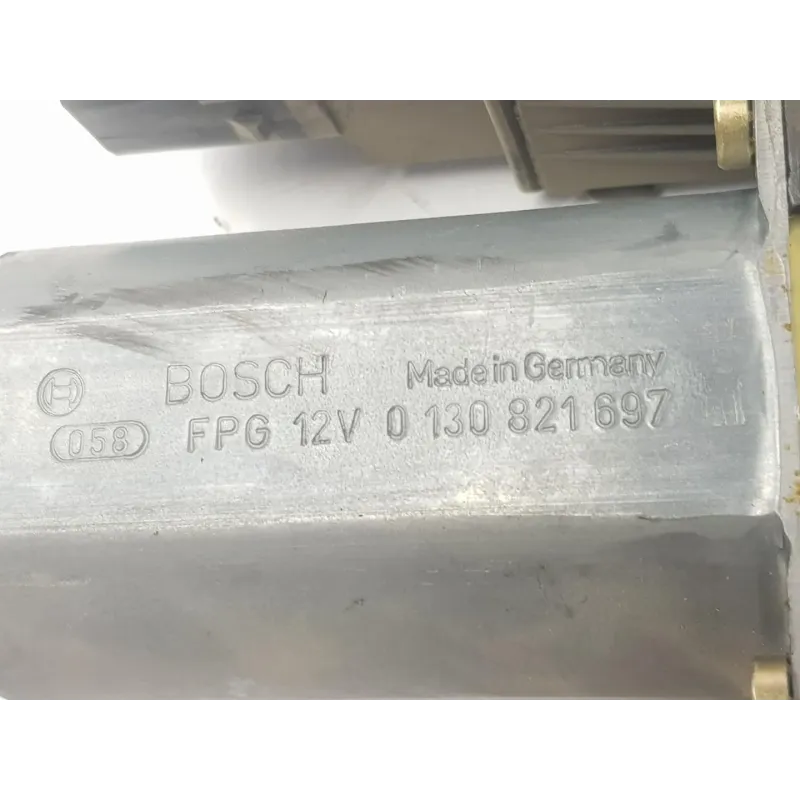 BOSCH Made in Germany
058 FPG 12V 0 130 821 697